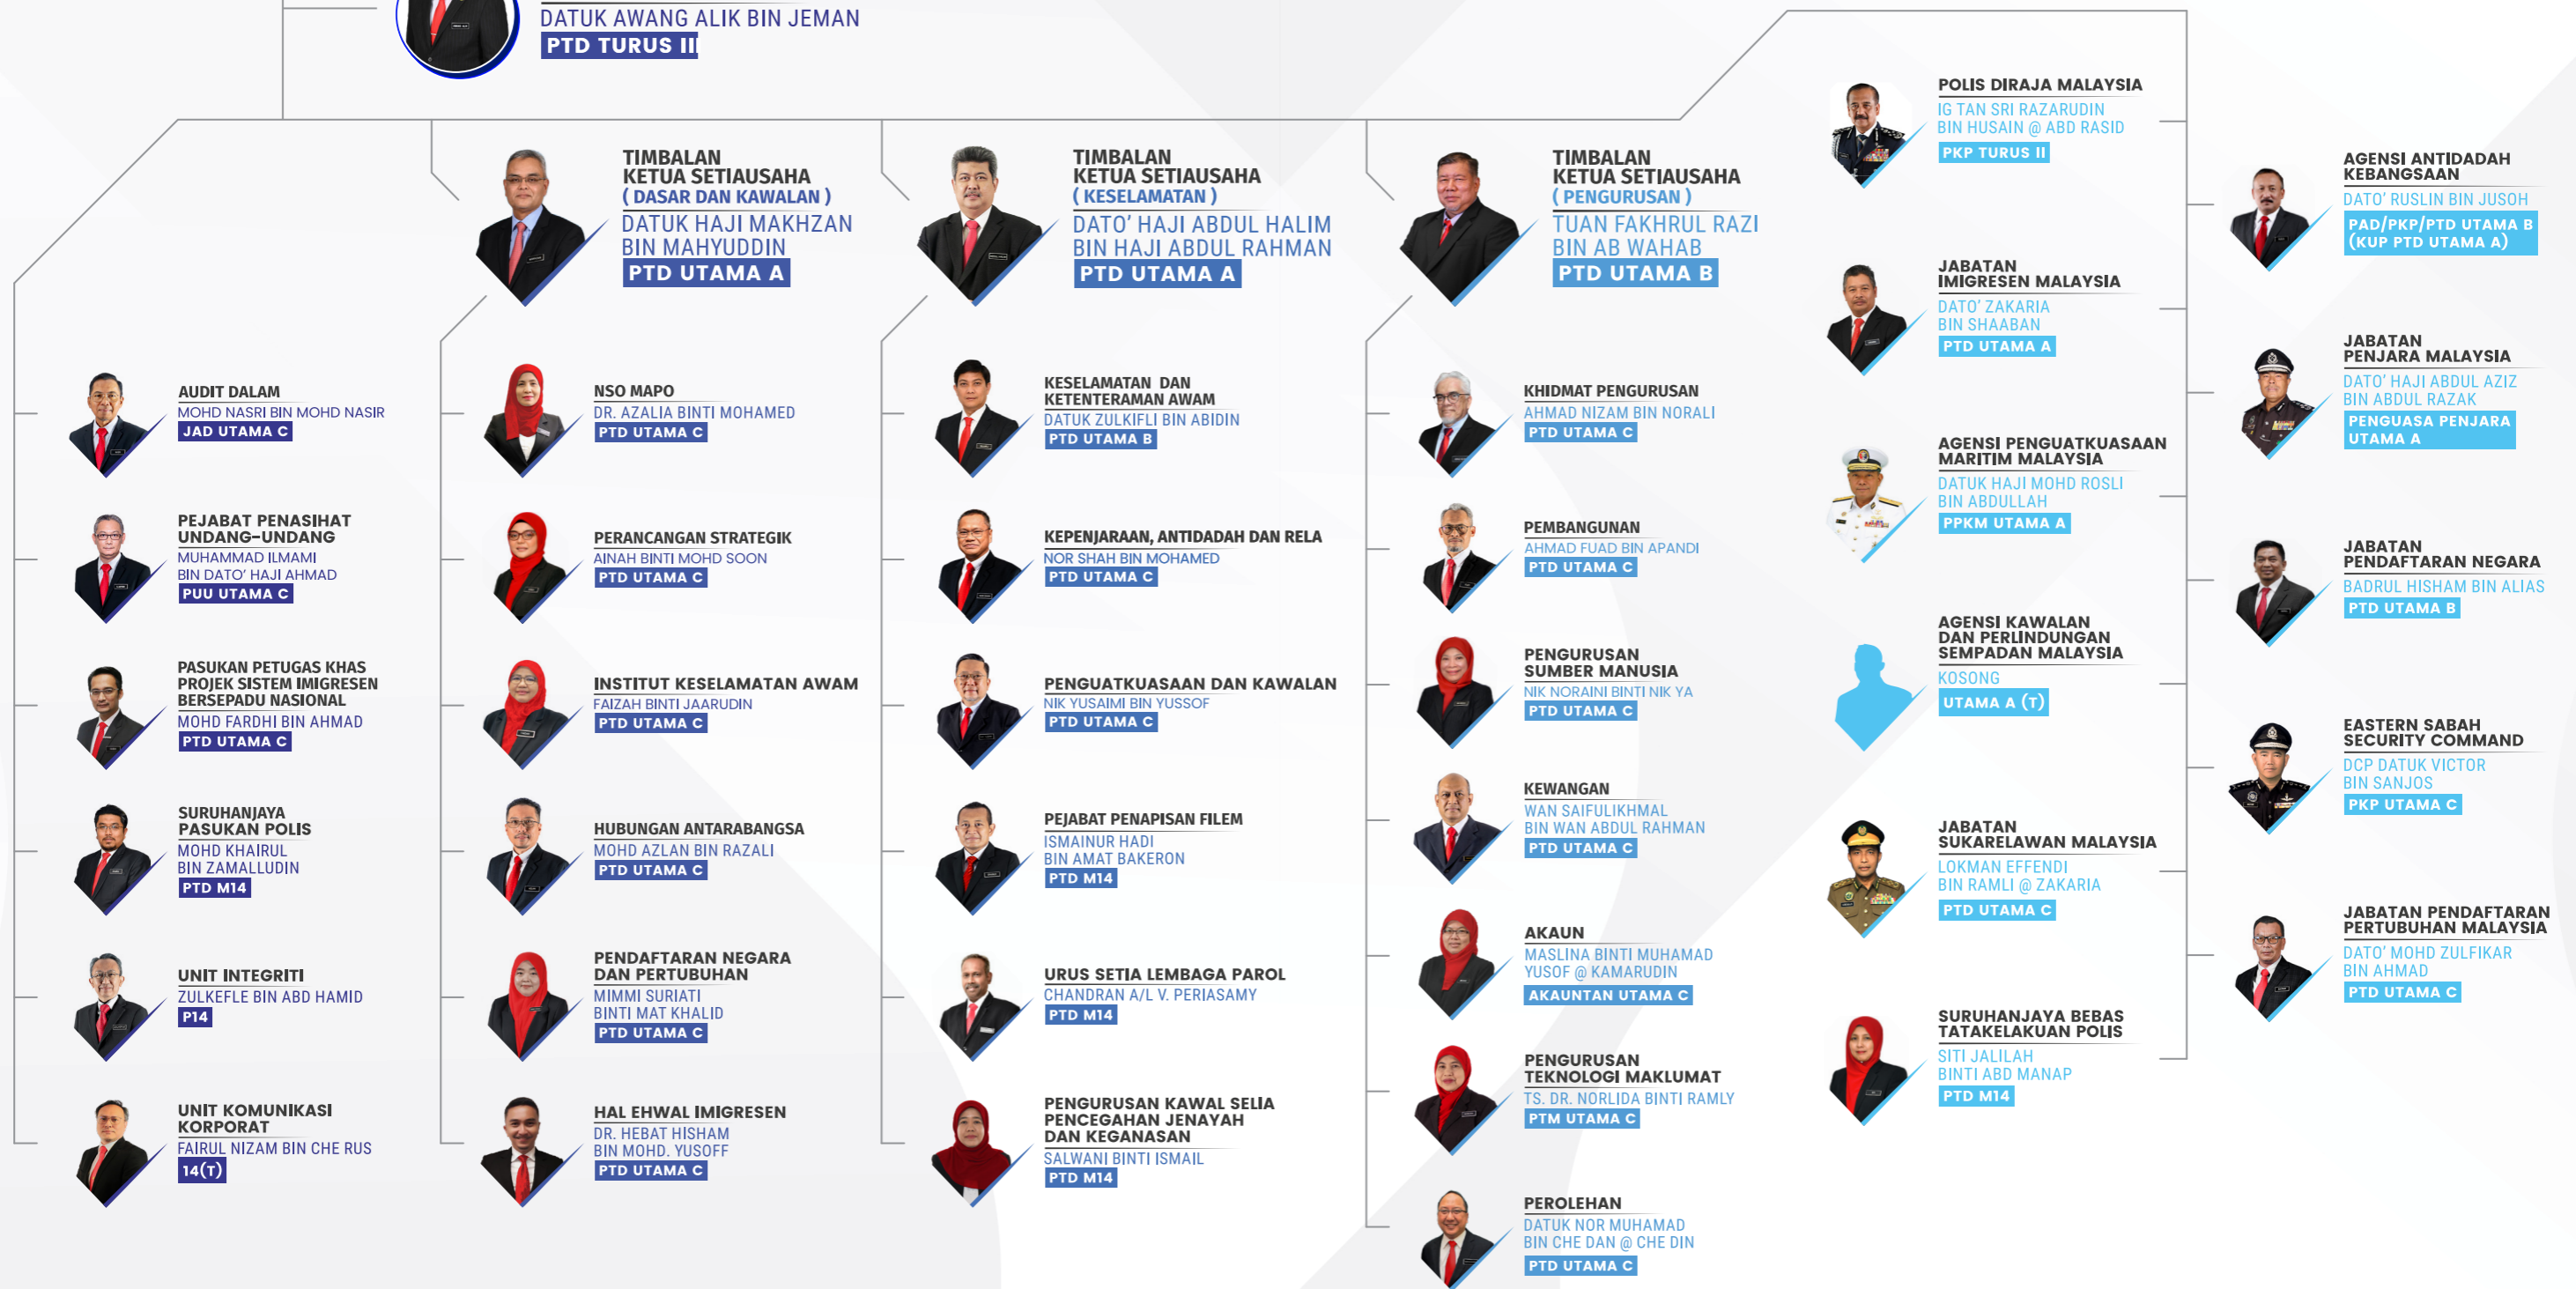 DATUK AWANG ALIK BIN JEMAN
PTD TURUS III
TIMBALAN
KETUA SETIAUSAHA
( DASAR DAN KAWALAN )
DATUK HAJI MAKHZAN
BIN MAHYUDDIN
PTD UTAMA A
TIMBALAN
KETUA SETIAUSAHA
( KESELAMATAN )
DATO' HAJI ABDUL HALIM
BIN HAJI ABDUL RAHMAN
PTD UTAMA A
TIMBALAN
KETUA SETIAUSAHA
( PENGURUSAN )
TUAN FAKHRUL RAZI
BIN AB WAHAB
PTD UTAMA B
AUDIT DALAM
MOHD NASRI BIN MOHD NASIR
JAD UTAMA C
PEJABAT PENASIHAT
UNDANG-UNDANG
MUHAMMAD ILMAMI
BIN DATO' HAJI AHMAD
PUU UTAMA C
PASUKAN PETUGAS KHAS
PROJEK SISTEM IMIGRESEN
BERSEPADU NASIONAL
MOHD FARDHI BIN AHMAD
PTD UTAMA C
SURUHANJAYA
PASUKAN POLIS
MOHD KHAIRUL
BIN ZAMALLUDIN
PTD M14
UNIT INTEGRITI
ZULKEFLE BIN ABD HAMID
P14
UNIT KOMUNIKASI
KORPORAT
FAIRUL NIZAM BIN CHE RUS
14(T)
NSO MAPO
DR. AZALIA BINTI MOHAMED
PTD UTAMA C
PERANCANGAN STRATEGIK
AINAH BINTI MOHD SOON
PTD UTAMA C
INSTITUT KESELAMATAN AWAM
FAIZAH BINTI JAARUDIN
PTD UTAMA C
HUBUNGAN ANTARABANGSA
MOHD AZLAN BIN RAZALI
PTD UTAMA C
PENDAFTARAN NEGARA
DAN PERTUBUHAN
MIMMI SURIATI
BINTI MAT KHALID
PTD UTAMA C
HAL EHWAL IMIGRESEN
DR. HEBAT HISHAM
BIN MOHD. YUSOFF
PTD UTAMA C
KESELAMATAN DAN
KETENTERAMAN AWAM
DATUK ZULKIFLI BIN ABIDIN
PTD UTAMA B
KEPENJARAAN, ANTIDADAH DAN RELA
NOR SHAH BIN MOHAMED
PTD UTAMA C
PENGUATKUASAAN DAN KAWALAN
NIK YUSAIMI BIN YUSSOF
PTD UTAMA C
PEJABAT PENAPISAN FILEM
ISMAINUR HADI
BIN AMAT BAKERON
PTD M14
URUS SETIA LEMBAGA PAROL
CHANDRAN A/L V. PERIASAMY
PTD M14
PENGURUSAN KAWAL SELIA
PENCEGAHAN JENAYAH
DAN KEGANASAN
SALWANI BINTI ISMAIL
PTD M14
KHIDMAT PENGURUSAN
AHMAD NIZAM BIN NORALI
PTD UTAMA C
PEMBANGUNAN
AHMAD FUAD BIN APANDI
PTD UTAMA C
PENGURUSAN
SUMBER MANUSIA
NIK NORAINI BINTI NIK YA
PTD UTAMA C
KEWANGAN
WAN SAIFULIKHMAL
BIN WAN ABDUL RAHMAN
PTD UTAMA C
AKAUN
MASLINA BINTI MUHAMAD
YUSOF @ KAMARUDIN
AKAUNTAN UTAMA C
PENGURUSAN
TEKNOLOGI MAKLUMAT
TS. DR. NORLIDA BINTI RAMLY
PTM UTAMA C
PEROLEHAN
DATUK NOR MUHAMAD
BIN CHE DAN @ CHE DIN
PTD UTAMA C
POLIS DIRAJA MALAYSIA
IG TAN SRI RAZARUDIN
BIN HUSAIN @ ABD RASID
PKP TURUS II
JABATAN
IMIGRESEN MALAYSIA
DATO' ZAKARIA
BIN SHAABAN
PTD UTAMA A
AGENSI PENGUATKUASAAN
MARITIM MALAYSIA
DATUK HAJI MOHD ROSLI
BIN ABDULLAH
PPKM UTAMA A
AGENSI KAWALAN
DAN PERLINDUNGAN
SEMPADAN MALAYSIA
KOSONG
UTAMA A (T)
JABATAN
SUKARELAWAN MALAYSIA
LOKMAN EFFENDI
BIN RAMLI @ ZAKARIA
PTD UTAMA C
SURUHANJAYA BEBAS
TATAKELAKUAN POLIS
SITI JALILAH
BINTI ABD MANAP
PTD M14
AGENSI ANTIDADAH
KEBANGSAAN
DATO' RUSLIN BIN JUSOH
PAD/PKP/PTD UTAMA B
(KUP PTD UTAMA A)
JABATAN
PENJARA MALAYSIA
DATO' HAJI ABDUL AZIZ
BIN ABDUL RAZAK
PENGUASA PENJARA
UTAMA A
JABATAN
PENDAFTARAN NEGARA
BADRUL HISHAM BIN ALIAS
PTD UTAMA B
EASTERN SABAH
SECURITY COMMAND
DCP DATUK VICTOR
BIN SANJOS
PKP UTAMA C
JABATAN PENDAFTARAN
PERTUBUHAN MALAYSIA
DATO' MOHD ZULFIKAR
BIN AHMAD
PTD UTAMA C